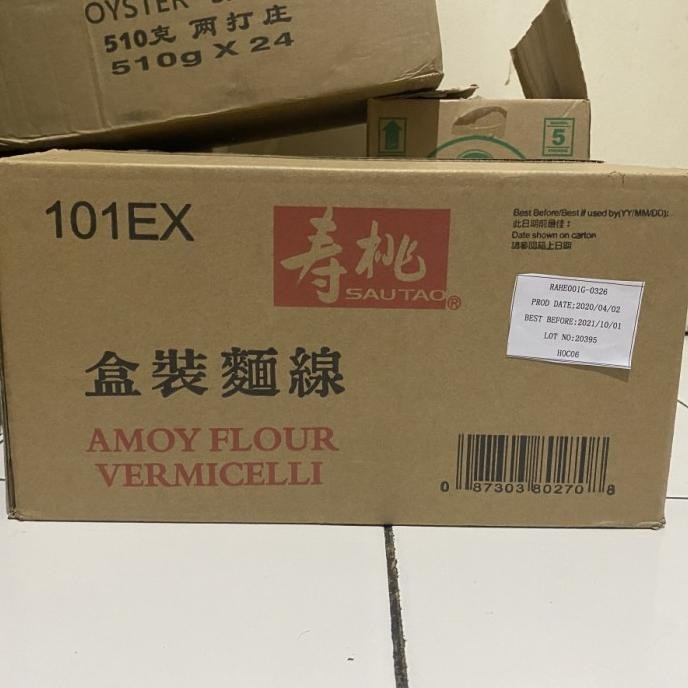 OYSTER
510克 两打庄
510g X 24
5
101EX
寿桃
SAU TAO®
Best Before/Best if used by(YY/MM/DD):
此日期前最佳：
Date shown on carton
請參閱箱上日期
RAHE001G-0326
PROD DATE;2020/04/02
BEST BEFORE:2021/10/01
LOT NO:20395
HOC06
盒裝麵線
AMOY FLOUR
VERMICELLI
0 87303 80270 8